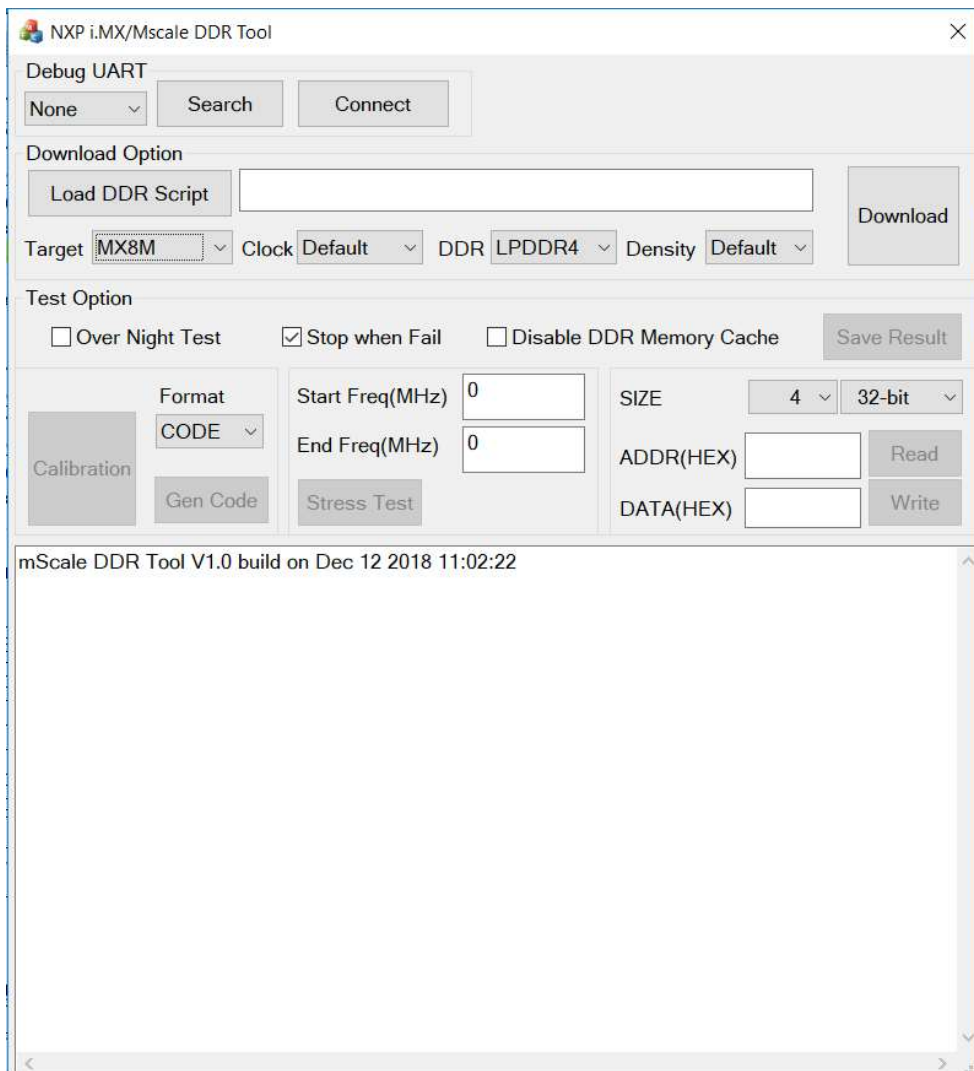 NXP i.MX/Mscale DDR Tool
Debug UART
None Search Connect
Download Option
Load DDR Script
Download
Target MX8M Clock Default DDR LPDDR4 Density Default
Test Option
Over Night Test Stop when Fail Disable DDR Memory Cache Save Result
Format Start Freq(MHz) 0 SIZE 4 32-bit
CODE End Freq(MHz) 0 ADDR(HEX) Read
Calibration
Gen Code Stress Test DATA(HEX) Write
mScale DDR Tool V1.0 build on Dec 12 2018 11:02:22